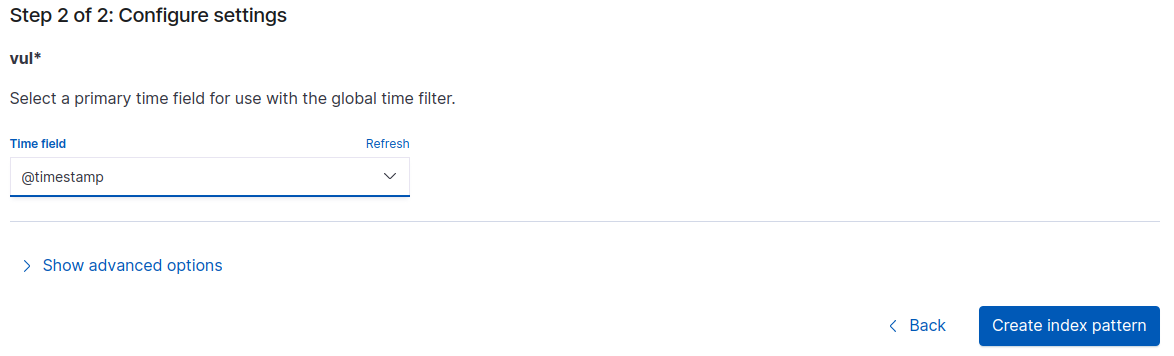 Step 2 of 2: Configure settings
vul*
Select a primary time field for use with the global time filter.
Time field Refresh
@timestamp
Show advanced options
Back Create index pattern